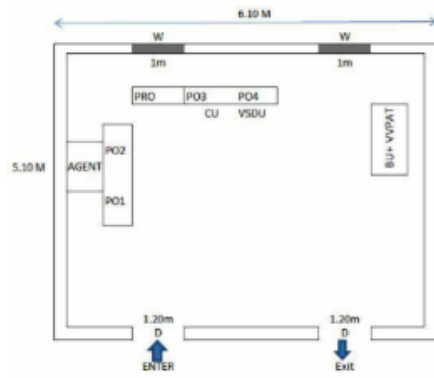 6.10 M
W W
1m 1m
PRO PO3 PO4
CU VSDU
BU+ VVPAT
PO2
5.10 M
AGENT
PO1
1.20m 1.20m
D D
ENTER Exit